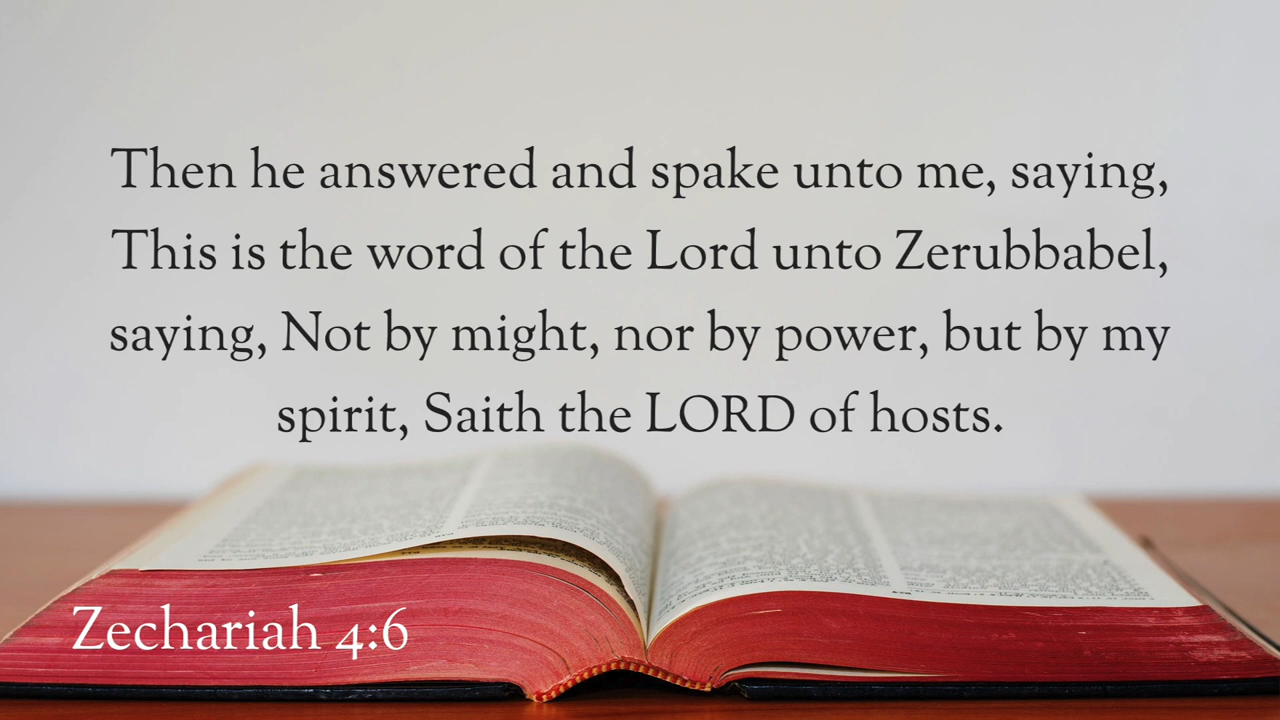 Then he answered and spake unto me, saying,
This is the word of the Lord unto Zerubbabel,
saying, Not by might, nor by power, but by my
spirit, Saith the LORD of hosts.
Zechariah 4:6